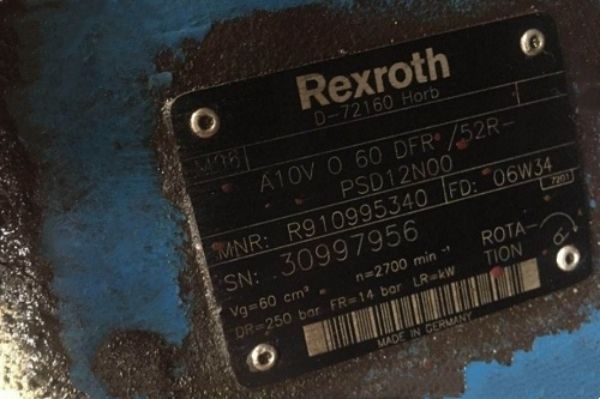 Rexroth
D-72160 Horb
A10V O 60 DFR /52R-
PSD12N00
MNR: R910995340 FD: 06W34 7201
SN: 30997956 ROTA-
TION
Vg=60 cm³ n=2700 min⁻¹
DR=250 bar FR=14 bar LR=kW
MADE IN GERMANY